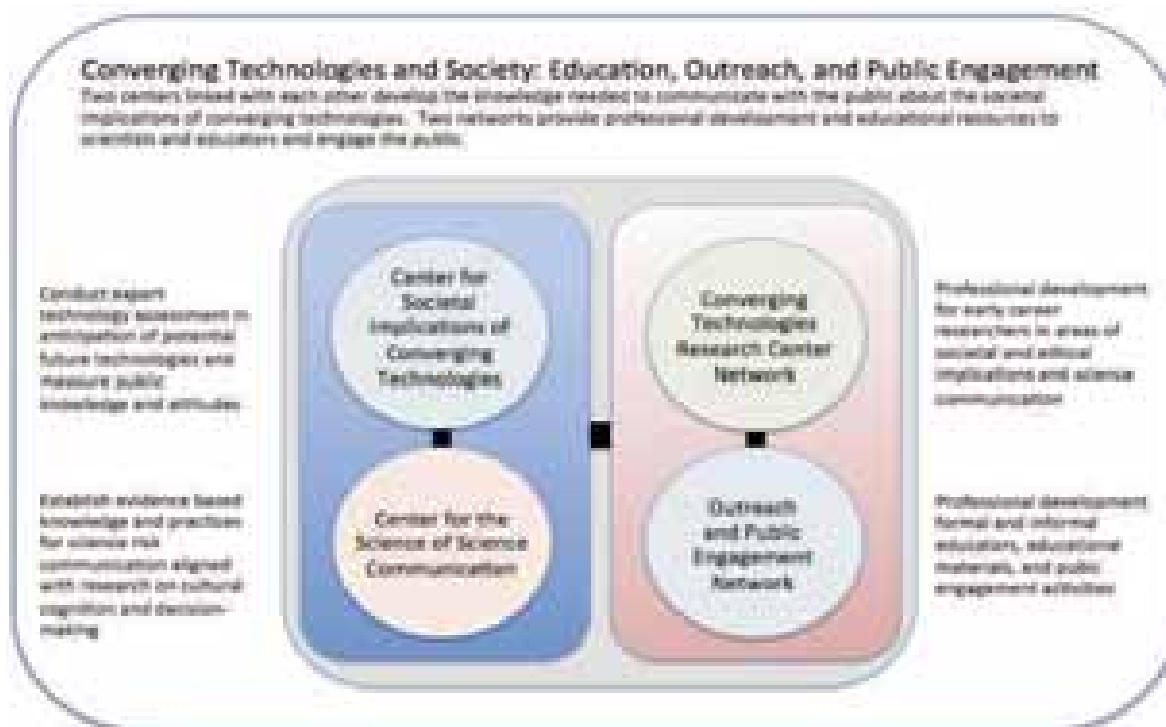 Converging Technologies and Society: Education, Outreach, and Public Engagement
Two centers linked with each other develop the knowledge needed to communicate with the public about the societal
implications of converging technologies. Two networks provide professional development and educational resources to
scientists and educators and engage the public.
Conduct expert
technology assessment in
anticipation of potential
future technologies and
measure public
knowledge and attitudes
Establish evidence based
knowledge and practices
for science risk
communication aligned
with research on cultural
cognition and decision-
making
Center for
Societal
Implications of
Converging
Technologies
Center for the
Science of Science
Communication
Converging
Technologies
Research Center
Network
Outreach
and Public
Engagement
Network
Professional development
for early career
researchers in areas of
societal and ethical
implications and science
communication
Professional development
formal and informal
educators, educational
materials, and pubic
engagement activities